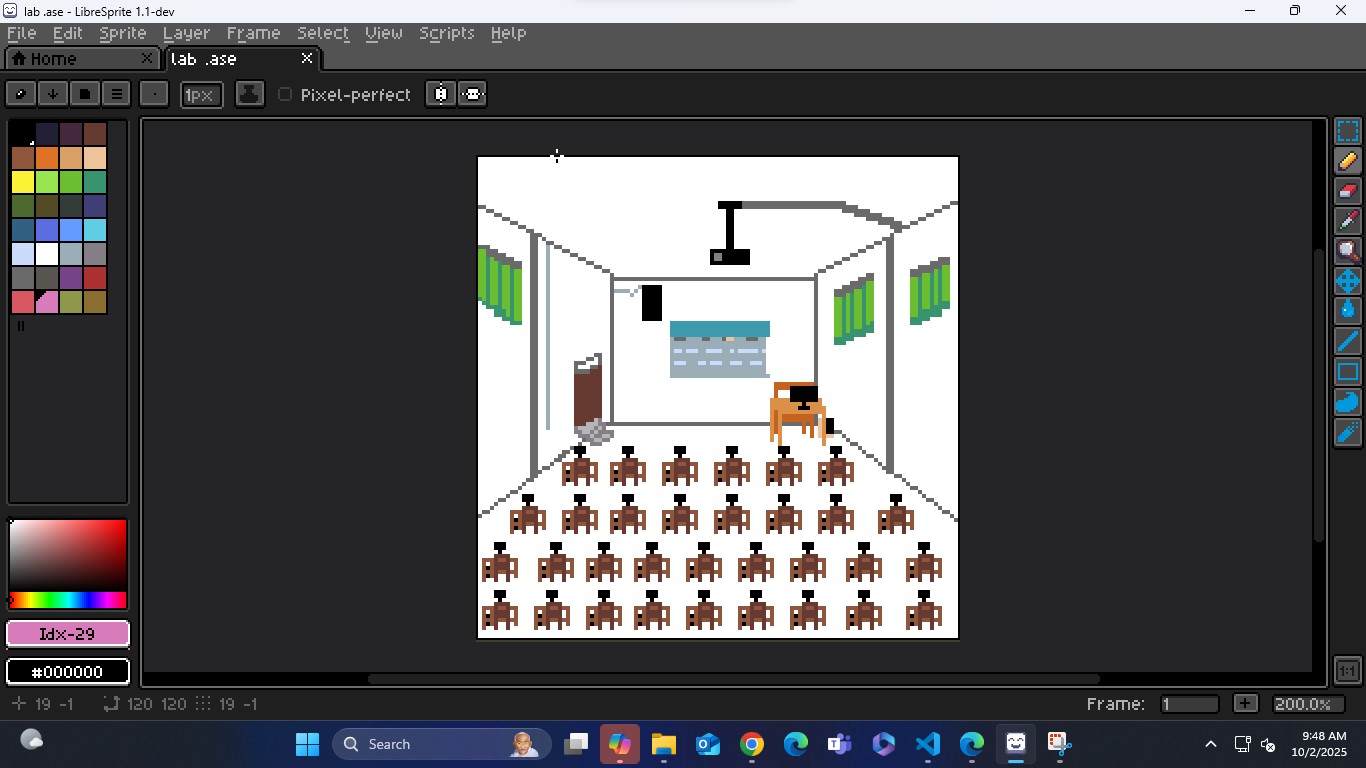 lab .ase - LibreSprite 1.1-dev
File Edit Sprite Layer Frame Select View Scripts Help
Home
lab .ase
1px
Pixel-perfect
Idx-29
#000000
19 -1 120 120 19 -1
Frame: 1 200.0%
1:1
Search
9:48 AM
10/2/2025